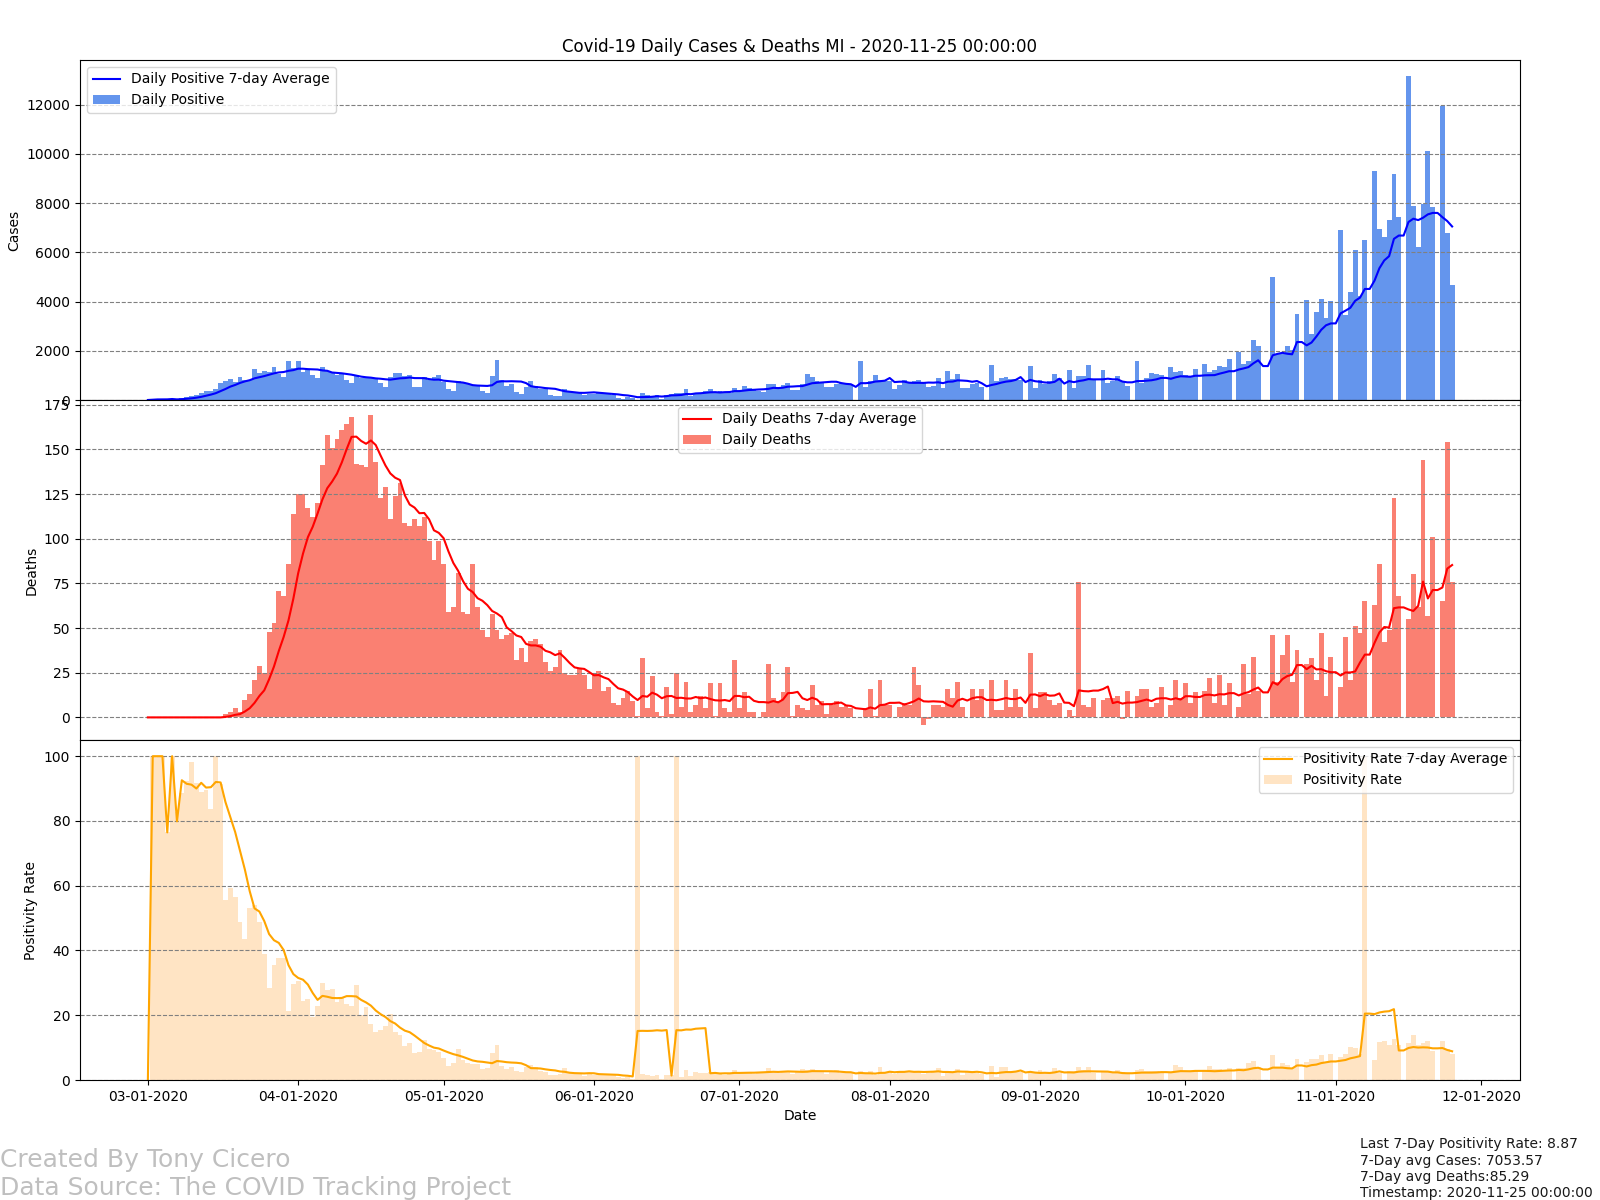 Covid-19 Daily Cases & Deaths MI - 2020-11-25 00:00:00
Daily Positive 7-day Average
Daily Positive
12000
10000
8000
6000
4000
2000
0
Cases
Daily Deaths 7-day Average
Daily Deaths
175
150
125
100
75
50
25
0
Deaths
Positivity Rate 7-day Average
Positivity Rate
100
80
60
40
20
0
Positivity Rate
03-01-2020 04-01-2020 05-01-2020 06-01-2020 07-01-2020 08-01-2020 09-01-2020 10-01-2020 11-01-2020 12-01-2020
Date
Created By Tony Cicero
Data Source: The COVID Tracking Project
Last 7-Day Positivity Rate: 8.87
7-Day avg Cases: 7053.57
7-Day avg Deaths:85.29
Timestamp: 2020-11-25 00:00:00